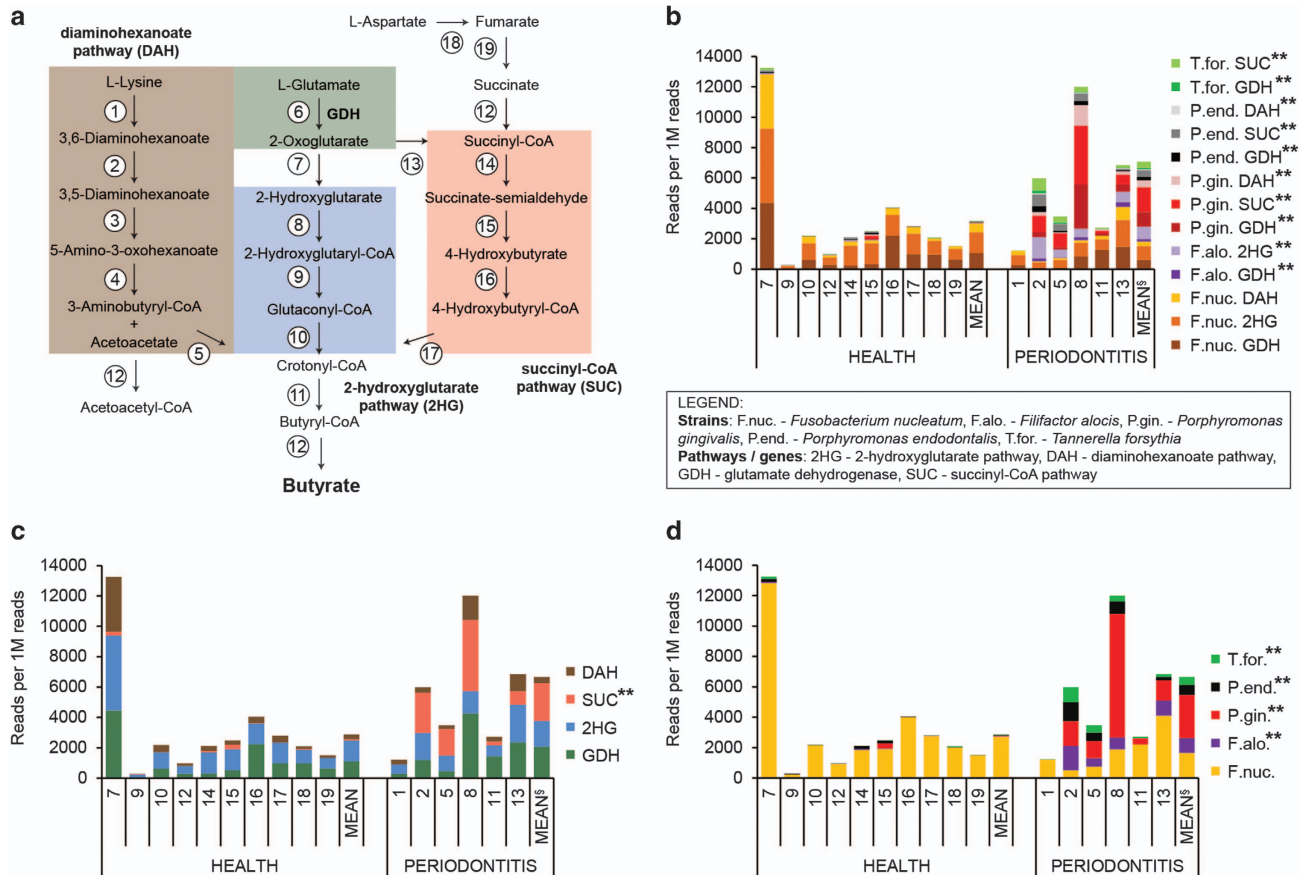 a
diaminohexanoate
pathway (DAH)
L-Aspartate
Fumarate
18
19
L-Lysine
L-Glutamate
Succinate
1
6
GDH
12
3,6-Diaminohexanoate
2-Oxoglutarate
Succinyl-CoA
2
7
13
14
3,5-Diaminohexanoate
2-Hydroxyglutarate
Succinate-semialdehyde
3
8
15
5-Amino-3-oxohexanoate
2-Hydroxyglutaryl-CoA
4-Hydroxybutyrate
4
9
16
3-Aminobutyryl-CoA
Glutaconyl-CoA
4-Hydroxybutyryl-CoA
+
Acetoacetate
5
10
17
12
Crotonyl-CoA
Acetoacetyl-CoA
11
2-hydroxyglutarate
pathway (2HG)
succinyl-CoA
pathway (SUC)
Butyryl-CoA
12
Butyrate
b
Reads per 1M reads
14000
12000
10000
8000
6000
4000
2000
0
7 9 10 12 14 15 16 17 18 19 MEAN 1 2 5 8 11 13 MEAN§
HEALTH PERIODONTITIS
T.for. SUC**
T.for. GDH**
P.end. DAH**
P.end. SUC**
P.end. GDH**
P.gin. DAH**
P.gin. SUC**
P.gin. GDH**
F.alo. 2HG**
F.alo. GDH**
F.nuc. DAH
F.nuc. 2HG
F.nuc. GDH
LEGEND:
Strains: F.nuc. - Fusobacterium nucleatum, F.alo. - Filifactor alocis, P.gin. - Porphyromonas
gingivalis, P.end. - Porphyromonas endodontalis, T.for. - Tannerella forsythia
Pathways / genes: 2HG - 2-hydroxyglutarate pathway, DAH - diaminohexanoate pathway,
GDH - glutamate dehydrogenase, SUC - succinyl-CoA pathway
c
Reads per 1M reads
14000
12000
10000
8000
6000
4000
2000
0
7 9 10 12 14 15 16 17 18 19 MEAN 1 2 5 8 11 13 MEAN§
HEALTH PERIODONTITIS
DAH
SUC**
2HG
GDH
d
Reads per 1M reads
14000
12000
10000
8000
6000
4000
2000
0
7 9 10 12 14 15 16 17 18 19 MEAN 1 2 5 8 11 13 MEAN§
HEALTH PERIODONTITIS
T.for.**
P.end.**
P.gin.**
F.alo.**
F.nuc.